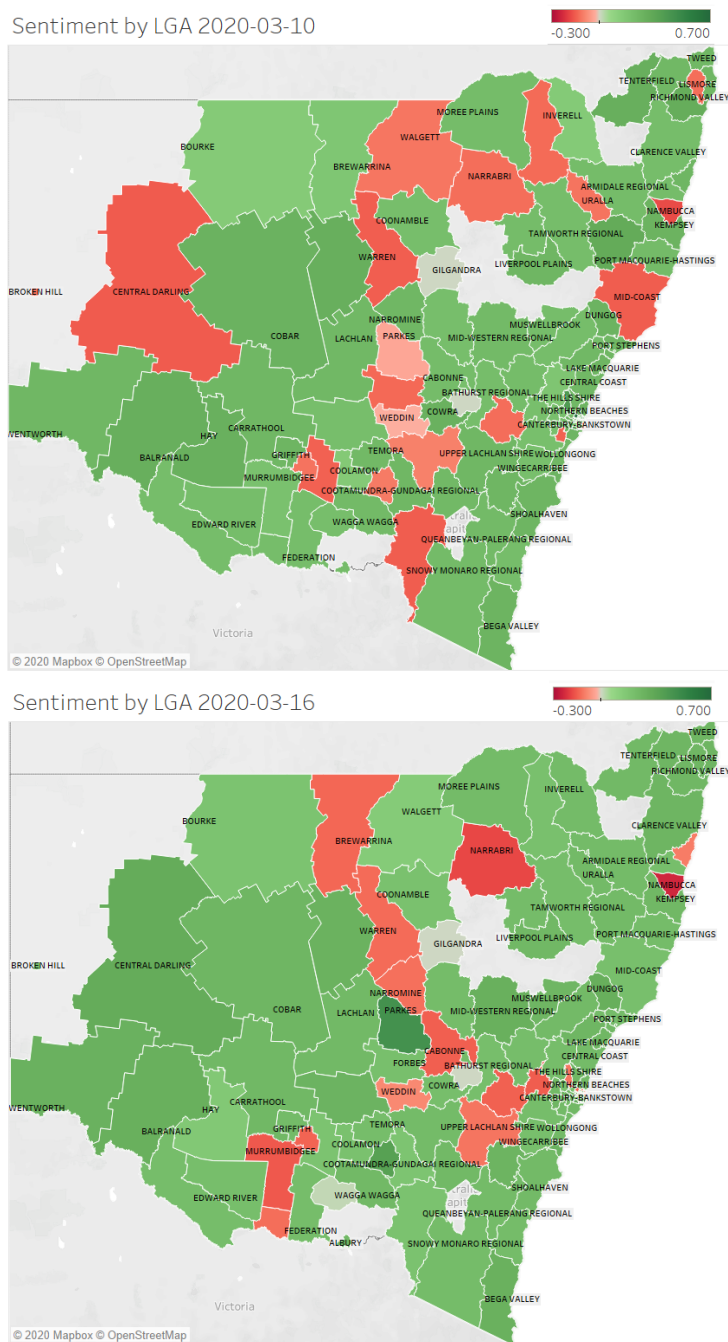 Sentiment by LGA 2020-03-10
-0.300 0.700
TWEED
TENTERFIELD
LISMORE
RICHMOND VALLEY
MOREE PLAINS
INVERELL
WALGETT
BOURKE
CLARENCE VALLEY
BREWARRINA
NARRABRI
ARMIDALE REGIONAL
URALLA
NAMBUCCA
COONAMBLE
KEMPSEY
TAMWORTH REGIONAL
WARREN
PORT MACQUARIE-HASTINGS
LIVERPOOL PLAINS
GILGANDRA
BROKEN HILL
CENTRAL DARLING
MID-COAST
DUNGOG
NARROMINE
MUSWELLBROOK
COBAR
LACHLAN
PARKES
MID-WESTERN REGIONAL
PORT STEPHENS
LAKE MACQUARIE
CABONNE
CENTRAL COAST
BATHURST REGIONAL
THE HILLS SHIRE
COWRA
NORTHERN BEACHES
WEDDIN
CANTERBURY-BANKSTOWN
CARRATHOOL
WENTWORTH
HAY
TEMORA
GRIFFITH
UPPER LACHLAN SHIRE
WOLLONGONG
BALRANALD
COOLAMON
WINGECARRIBEE
MURRUMBIDGEE
COOTAMUNDRA-GUNDAGAI REGIONAL
SHOALHAVEN
EDWARD RIVER
WAGGA WAGGA
QUEANBEYAN-PALERANG REGIONAL
FEDERATION
SNOWY MONARO REGIONAL
BEGA VALLEY
Victoria
© 2020 Mapbox © OpenStreetMap
Sentiment by LGA 2020-03-16
-0.300 0.700
TWEED
TENTERFIELD
LISMORE
RICHMOND VALLEY
MOREE PLAINS
INVERELL
WALGETT
BOURKE
CLARENCE VALLEY
BREWARRINA
NARRABRI
ARMIDALE REGIONAL
URALLA
NAMBUCCA
COONAMBLE
KEMPSEY
TAMWORTH REGIONAL
WARREN
PORT MACQUARIE-HASTINGS
LIVERPOOL PLAINS
GILGANDRA
BROKEN HILL
CENTRAL DARLING
MID-COAST
DUNGOG
NARROMINE
MUSWELLBROOK
COBAR
LACHLAN
PARKES
MID-WESTERN REGIONAL
PORT STEPHENS
LAKE MACQUARIE
CABONNE
CENTRAL COAST
FORBES
BATHURST REGIONAL
THE HILLS SHIRE
COWRA
NORTHERN BEACHES
WEDDIN
CANTERBURY-BANKSTOWN
CARRATHOOL
WENTWORTH
HAY
TEMORA
GRIFFITH
UPPER LACHLAN SHIRE
WOLLONGONG
BALRANALD
COOLAMON
WINGECARRIBEE
MURRUMBIDGEE
COOTAMUNDRA-GUNDAGAI REGIONAL
SHOALHAVEN
EDWARD RIVER
WAGGA WAGGA
QUEANBEYAN-PALERANG REGIONAL
FEDERATION
ALBURY
SNOWY MONARO REGIONAL
BEGA VALLEY
Victoria
© 2020 Mapbox © OpenStreetMap